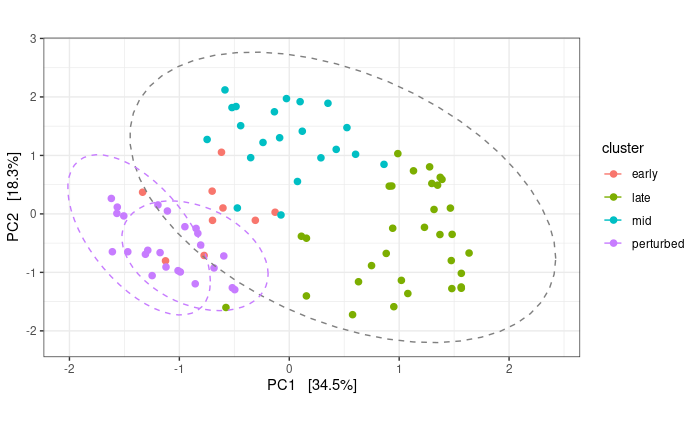 3
2
1
0
-1
-2
PC2 [18.3%]
-2
-1
0
1
2
PC1 [34.5%]
cluster
early
late
mid
perturbed